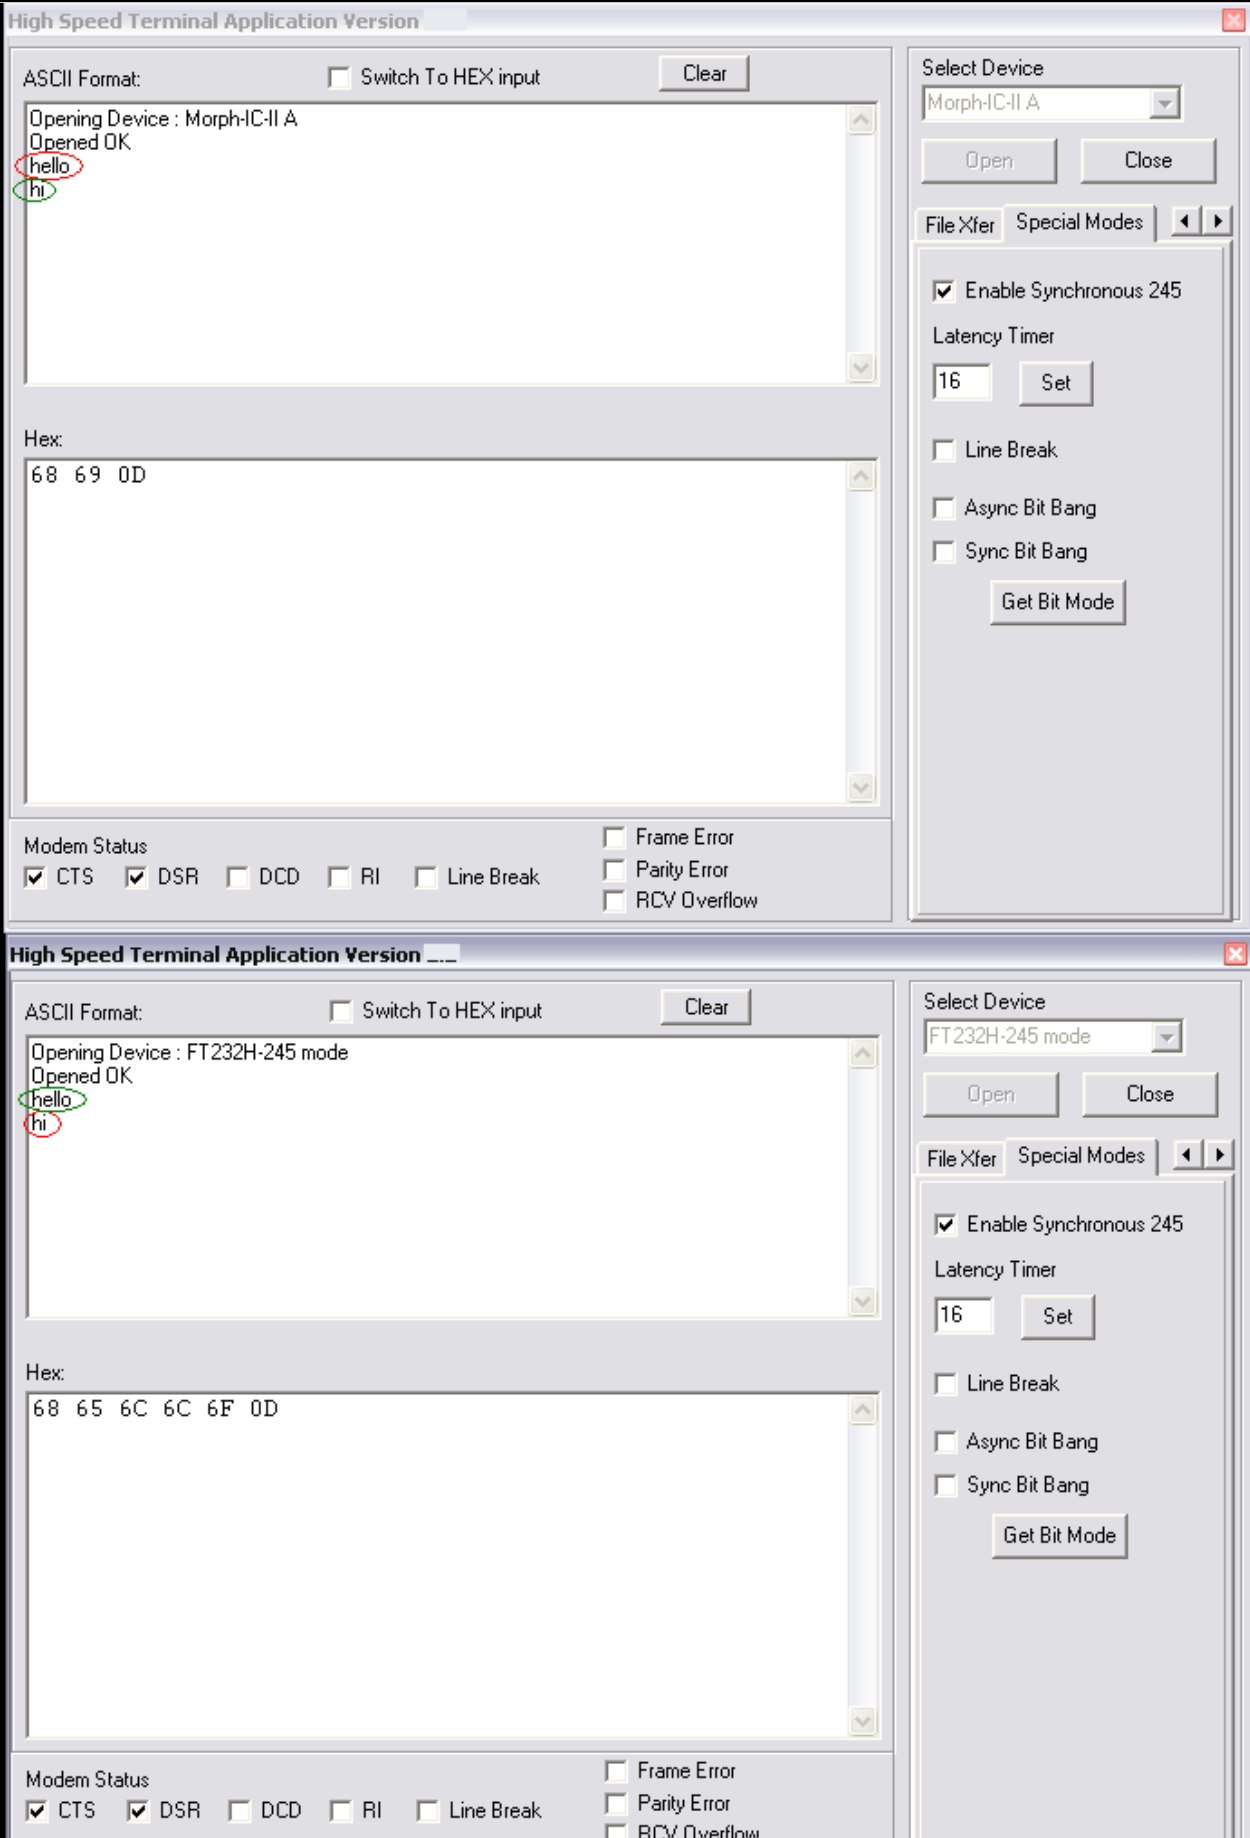 High Speed Terminal Application Version
ASCII Format:
Switch To HEX input
Clear
Opening Device : Morph-IC-II A
Opened OK
hello
hi
Hex:
68 69 0D
Modem Status
CTS DSR DCD RI Line Break
Frame Error
Parity Error
RCV Overflow
Select Device
Morph-IC-II A
Open Close
File Xfer Special Modes
Enable Synchronous 245
Latency Timer
16 Set
Line Break
Async Bit Bang
Sync Bit Bang
Get Bit Mode
High Speed Terminal Application Version
ASCII Format:
Switch To HEX input
Clear
Opening Device : FT232H-245 mode
Opened OK
hello
hi
Hex:
68 65 6C 6C 6F 0D
Modem Status
CTS DSR DCD RI Line Break
Frame Error
Parity Error
RCV Overflow
Select Device
FT232H-245 mode
Open Close
File Xfer Special Modes
Enable Synchronous 245
Latency Timer
16 Set
Line Break
Async Bit Bang
Sync Bit Bang
Get Bit Mode